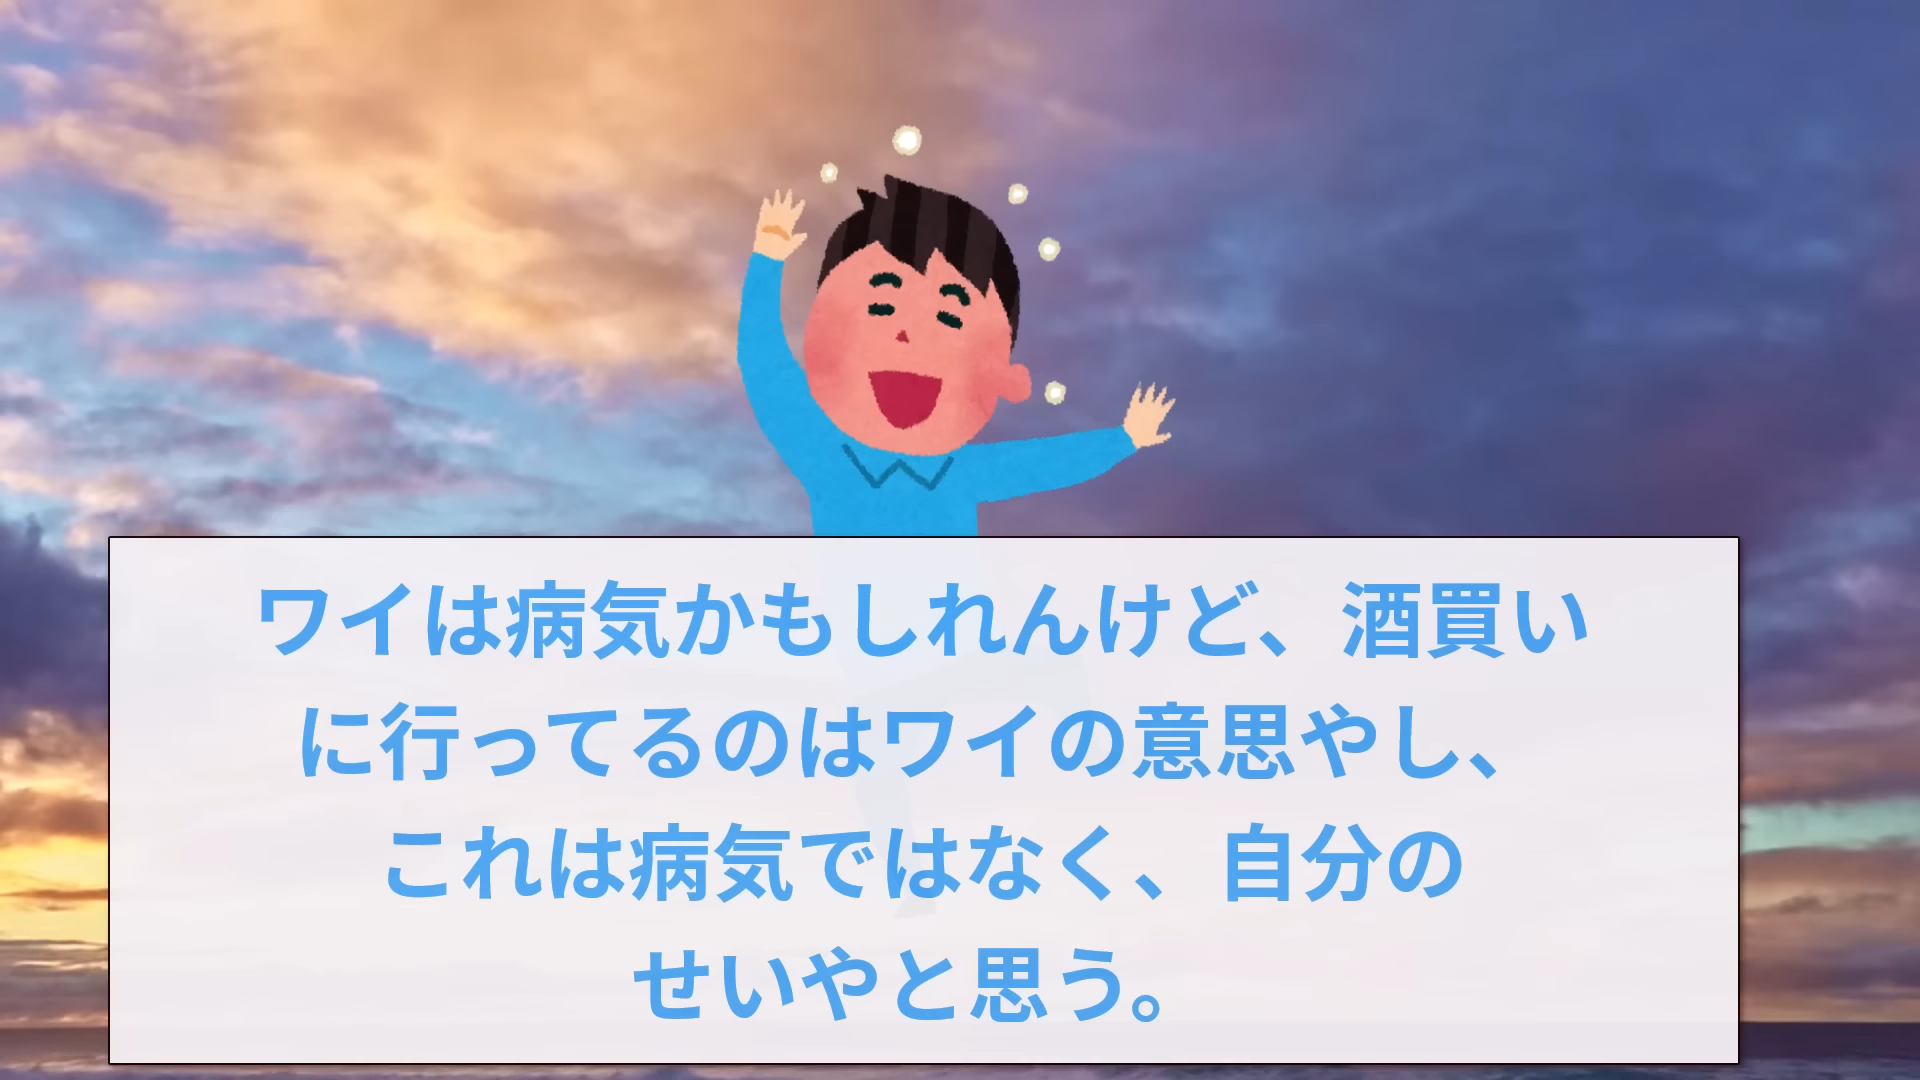 ワイは病気かもしれんけど、酒買い
に行ってるのはワイの意思やし、
これは病気ではなく、自分の
せいやと思う。